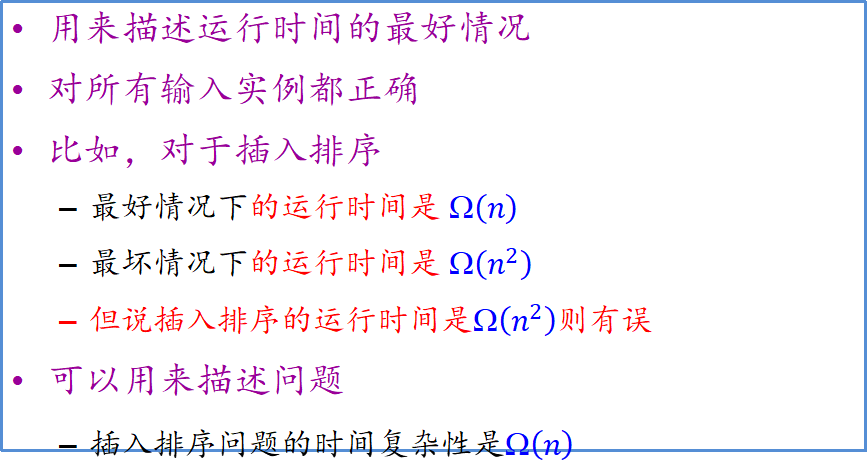 • 用来描述运行时间的最好情况
• 对所有输入实例都正确
• 比如，对于插入排序
– 最好情况下的运行时间是 Ω(n)
– 最坏情况下的运行时间是 Ω(n²)
– 但说插入排序的运行时间是Ω(n²)则有误
• 可以用来描述问题
– 插入排序问题的时间复杂性是Ω(n)